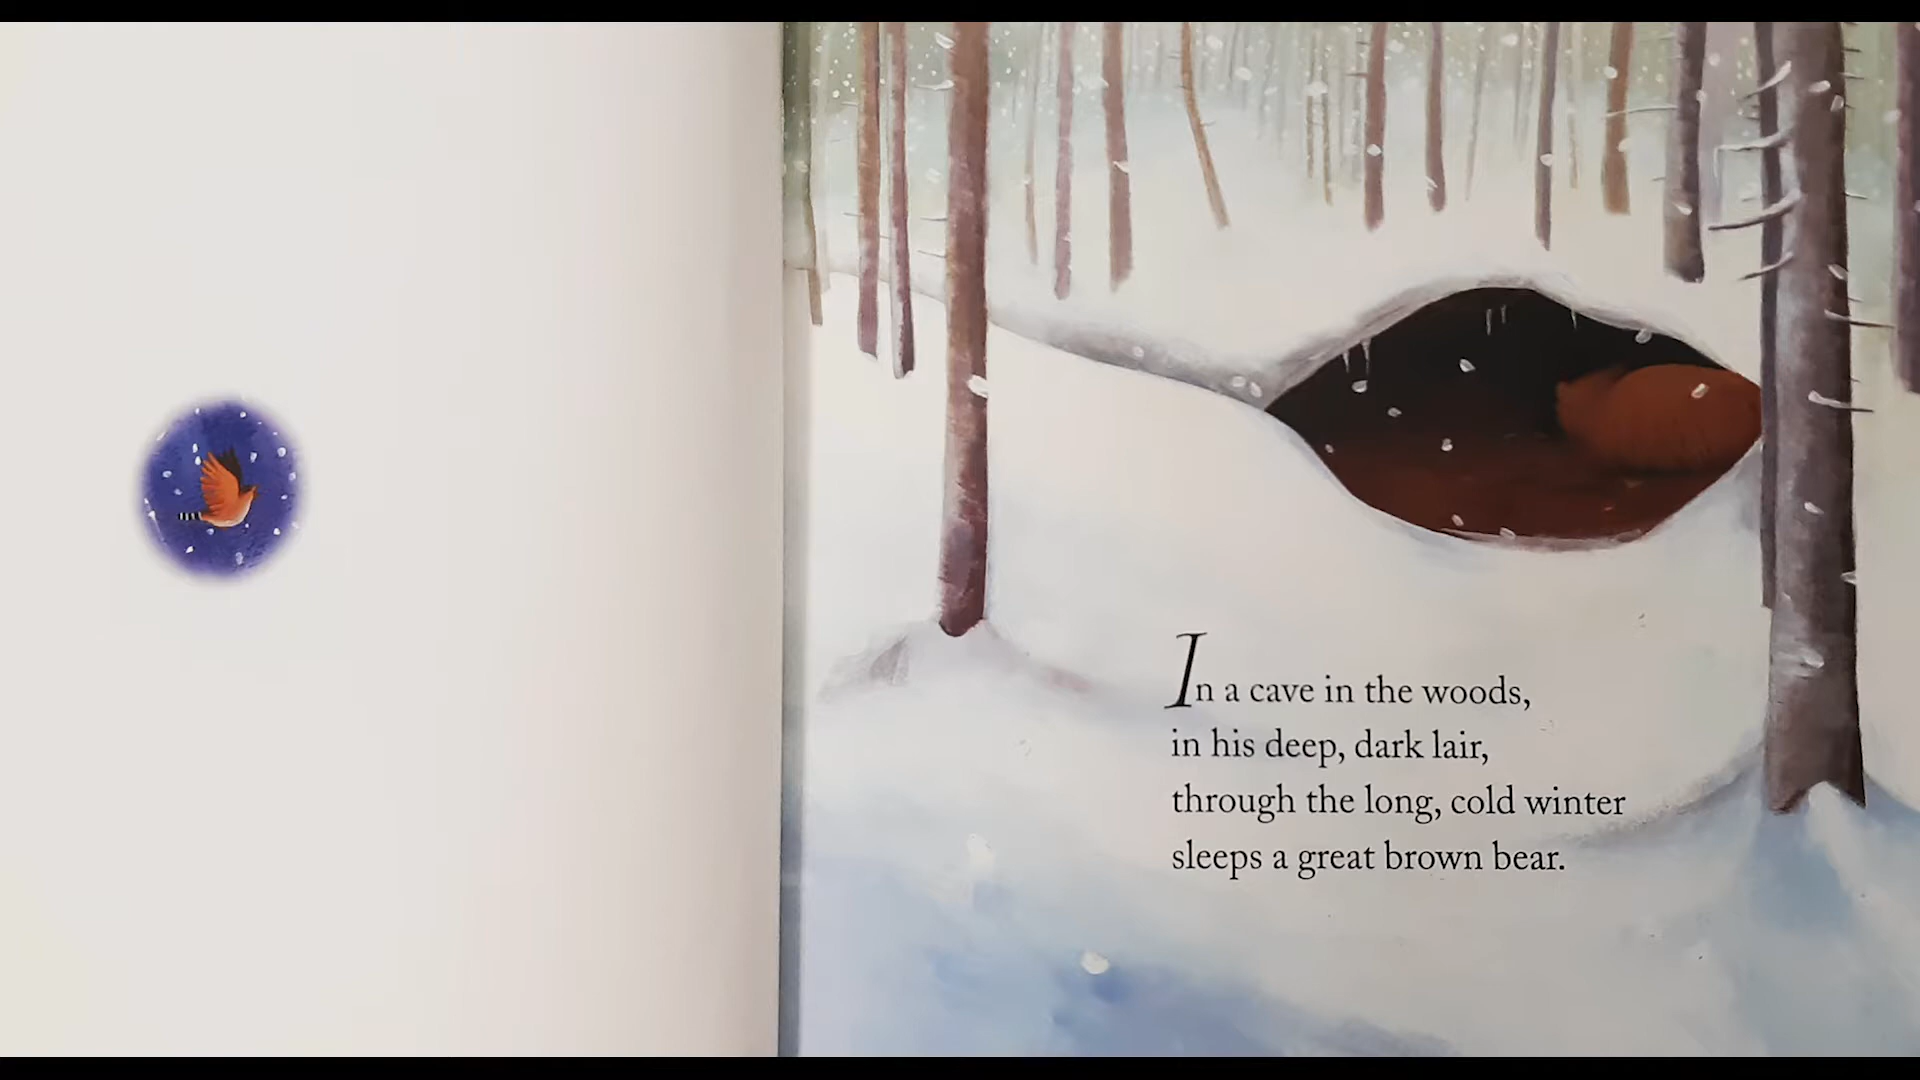 In a cave in the woods,
in his deep, dark lair,
through the long, cold winter
sleeps a great brown bear.